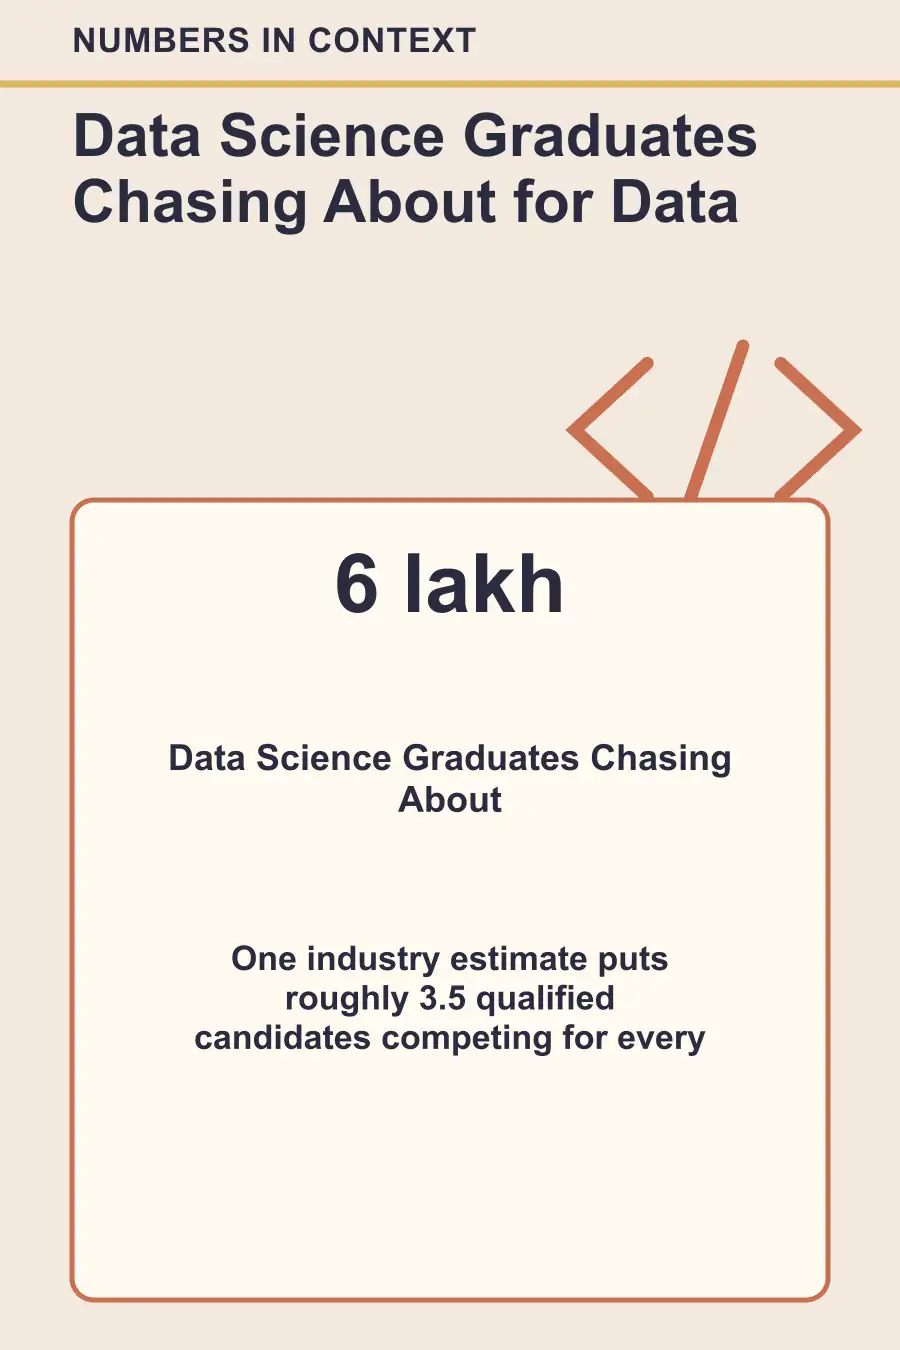 NUMBERS IN CONTEXT
Data Science Graduates
Chasing About for Data
6 lakh
Data Science Graduates Chasing
About
One industry estimate puts
roughly 3.5 qualified
candidates competing for every